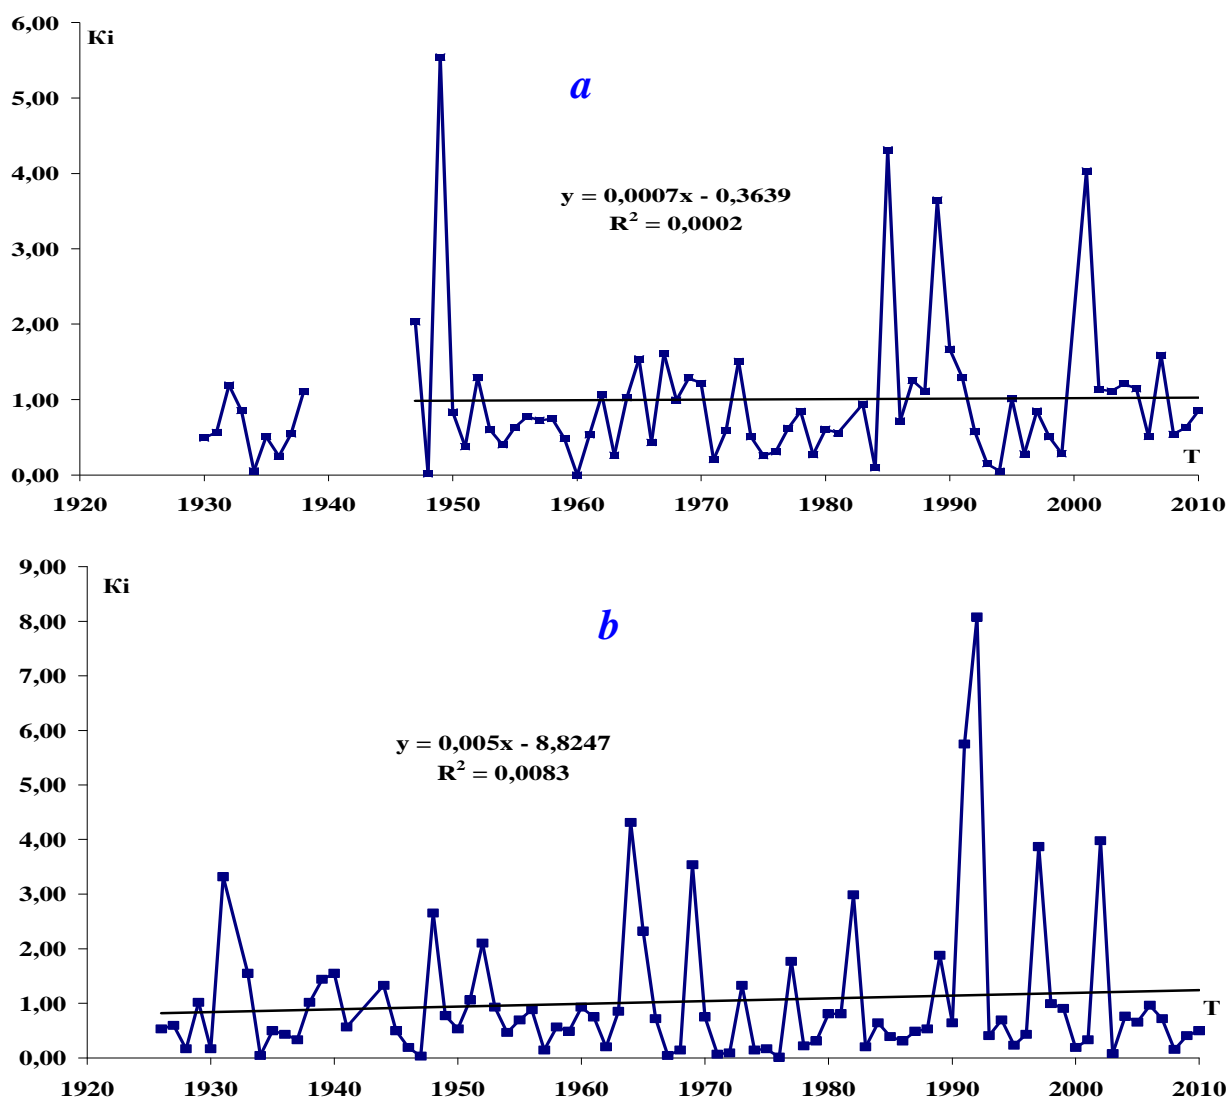 6,00
Ki
5,00
a
4,00
y = 0,0007x - 0,3639
R² = 0,0002
3,00
2,00
1,00
T
0,00
1920 1930 1940 1950 1960 1970 1980 1990 2000 2010
9,00
Ki
8,00
b
7,00
6,00
y = 0,005x - 8,8247
R² = 0,0083
5,00
4,00
3,00
2,00
1,00
T
0,00
1920 1930 1940 1950 1960 1970 1980 1990 2000 2010